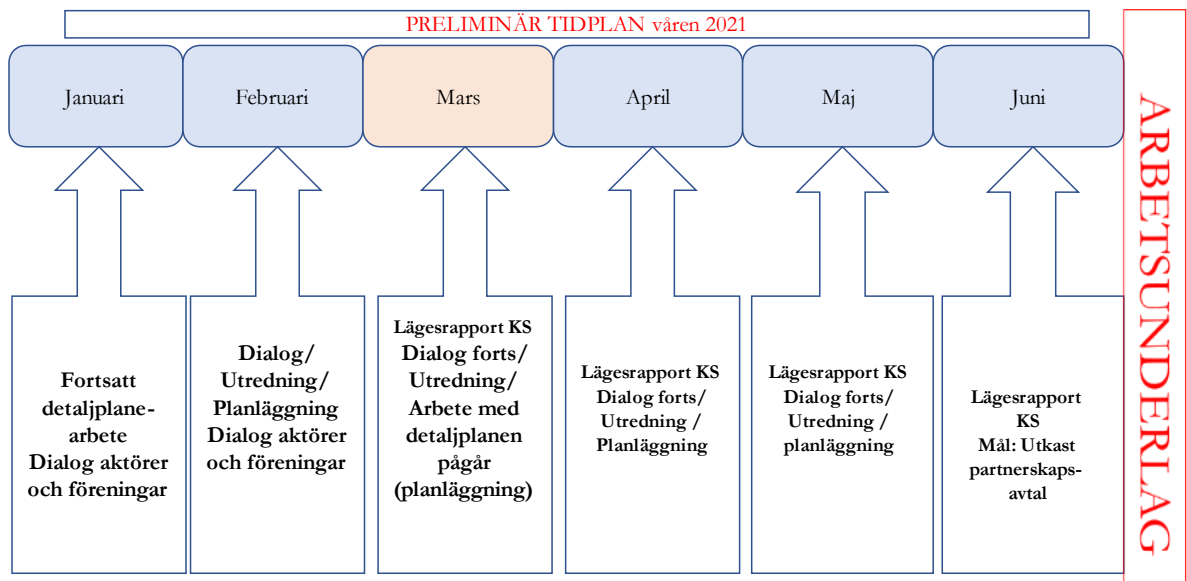 PRELIMINÄR TIDPLAN våren 2021
Januari
Februari
Mars
April
Maj
Juni
Fortsatt
detaljplane-
arbete
Dialog aktörer
och föreningar
Dialog/
Utredning/
Planläggning
Dialog aktörer
och föreningar
Lägesrapport KS
Dialog forts/
Utredning/
Arbete med
detaljplanen
pågår
(planläggning)
Lägesrapport KS
Dialog forts/
Utredning /
Planläggning
Lägesrapport KS
Dialog forts/
Utredning /
planläggning
Lägesrapport
KS
Mål: Utkast
partnerskaps-
avtal
ARBETSUNDERLAG